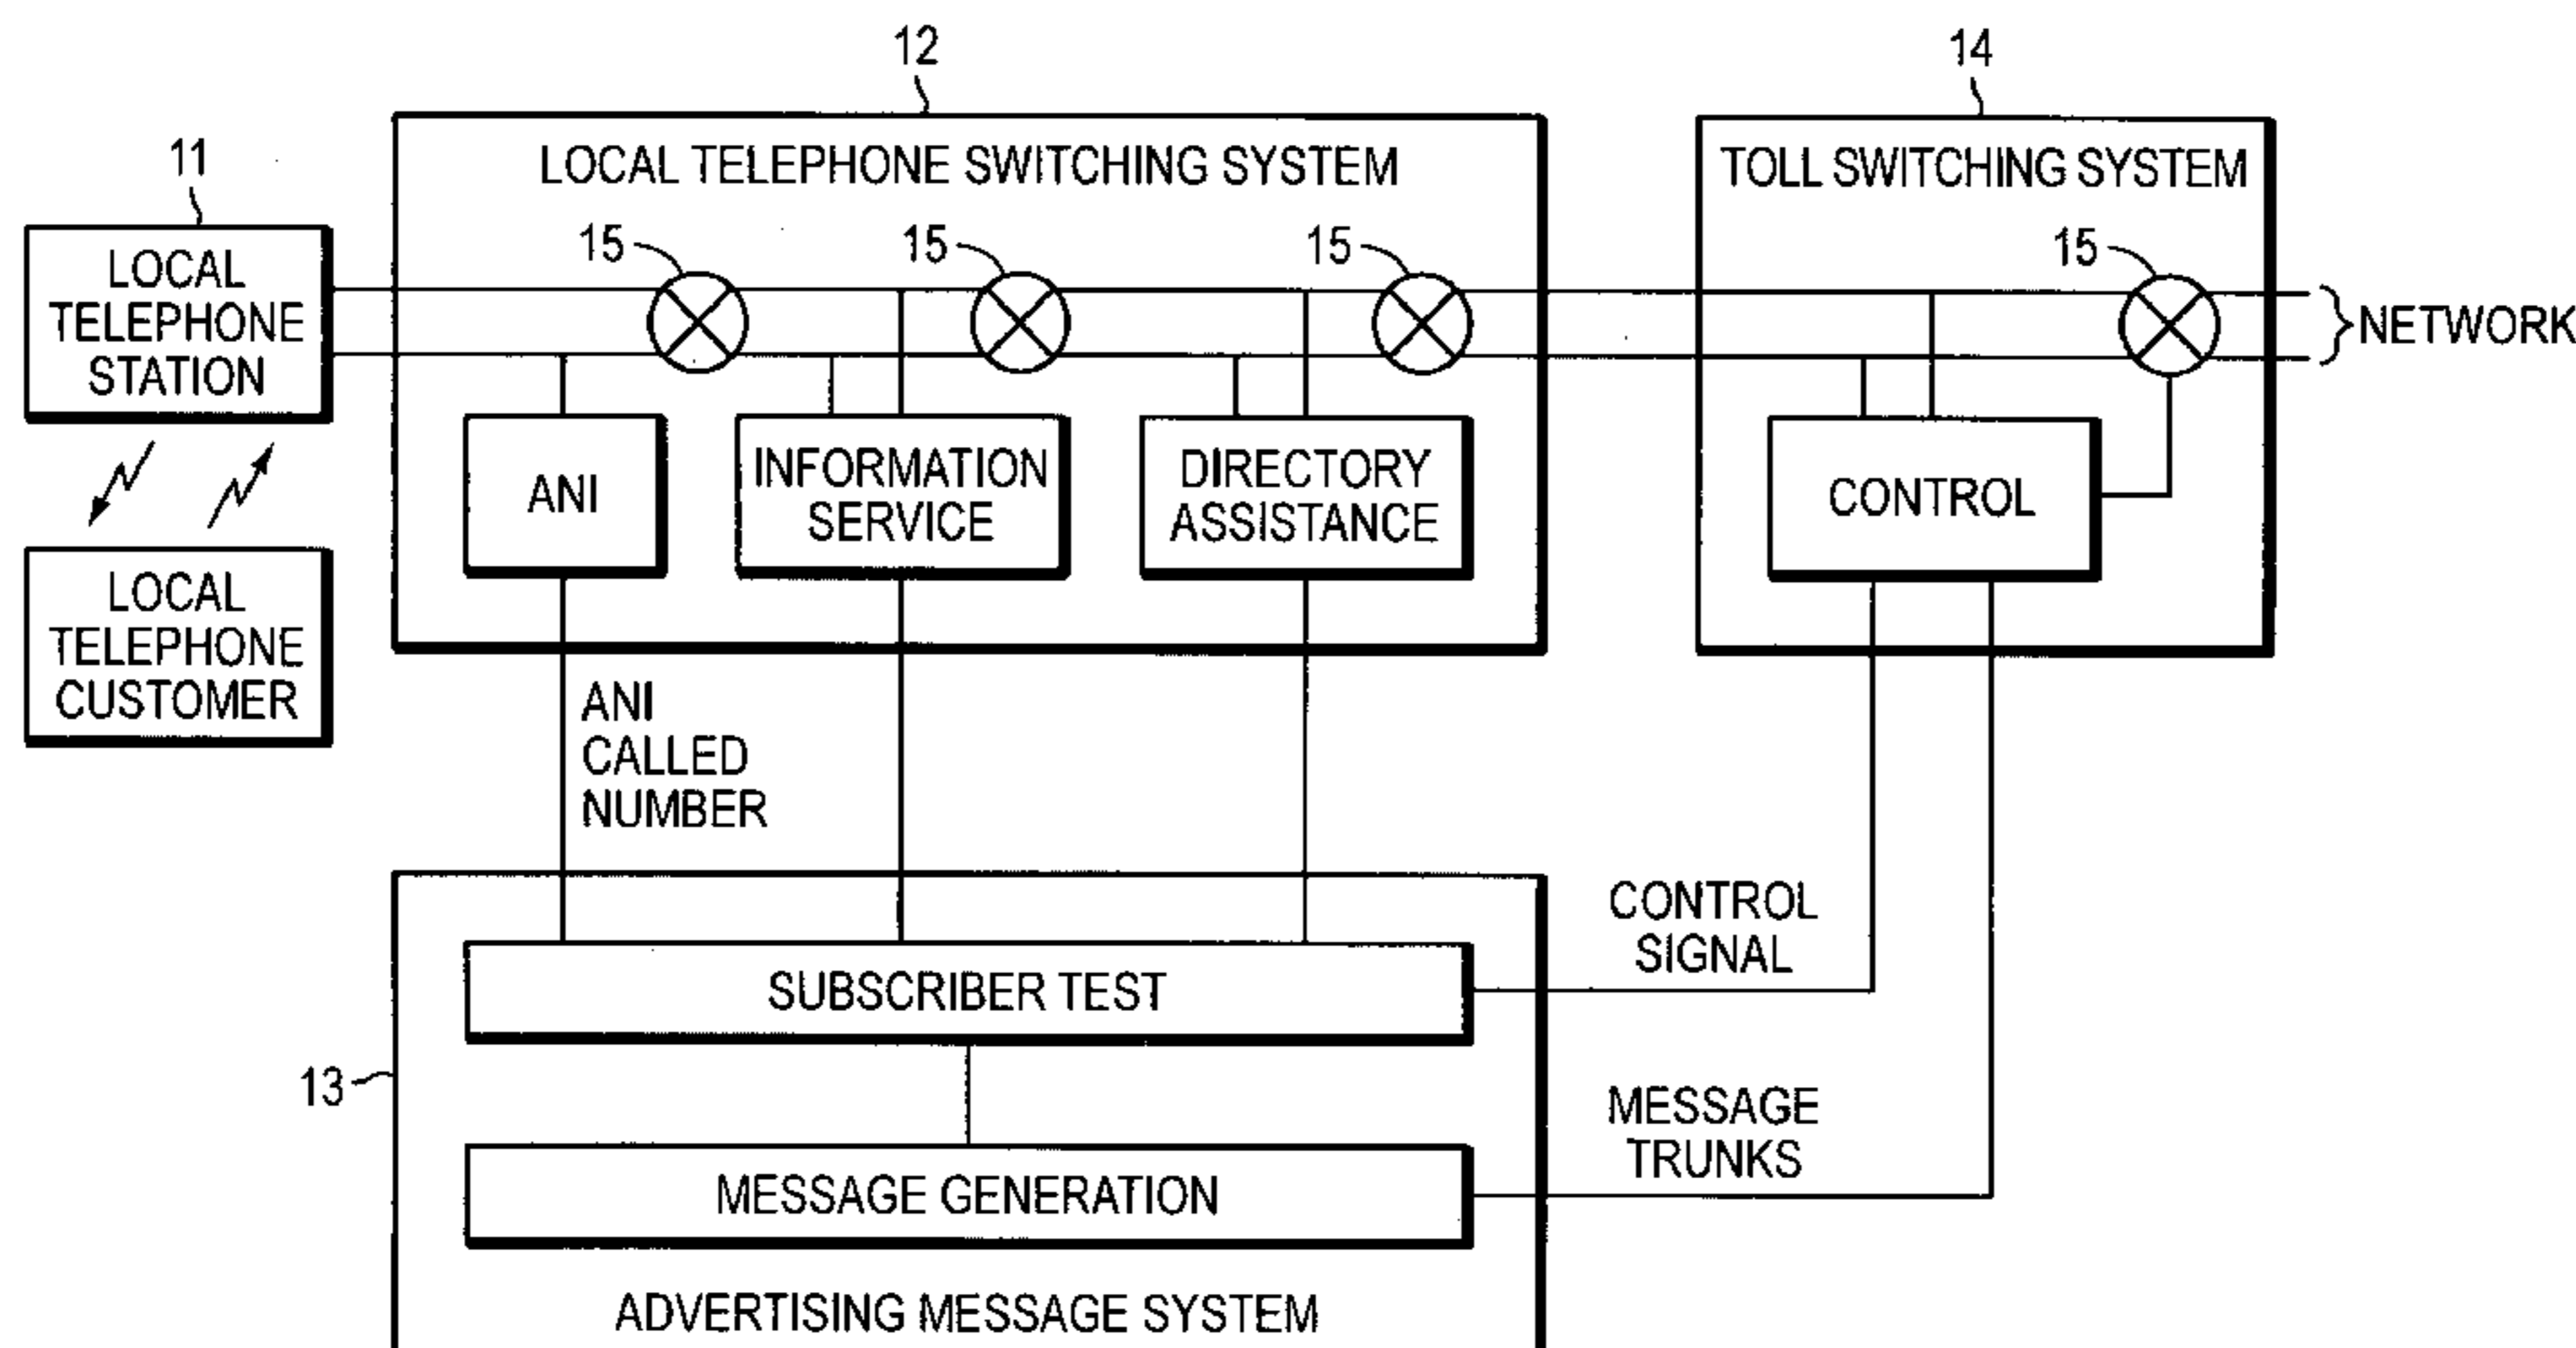 12
14
11
LOCAL TELEPHONE SWITCHING SYSTEM
TOLL SWITCHING SYSTEM
15
15
15
15
LOCAL
TELEPHONE
STATION
NETWORK
ANI
INFORMATION
SERVICE
DIRECTORY
ASSISTANCE
CONTROL
LOCAL
TELEPHONE
CUSTOMER
ANI
CALLED
NUMBER
CONTROL
SIGNAL
SUBSCRIBER TEST
13
MESSAGE
TRUNKS
MESSAGE GENERATION
ADVERTISING MESSAGE SYSTEM